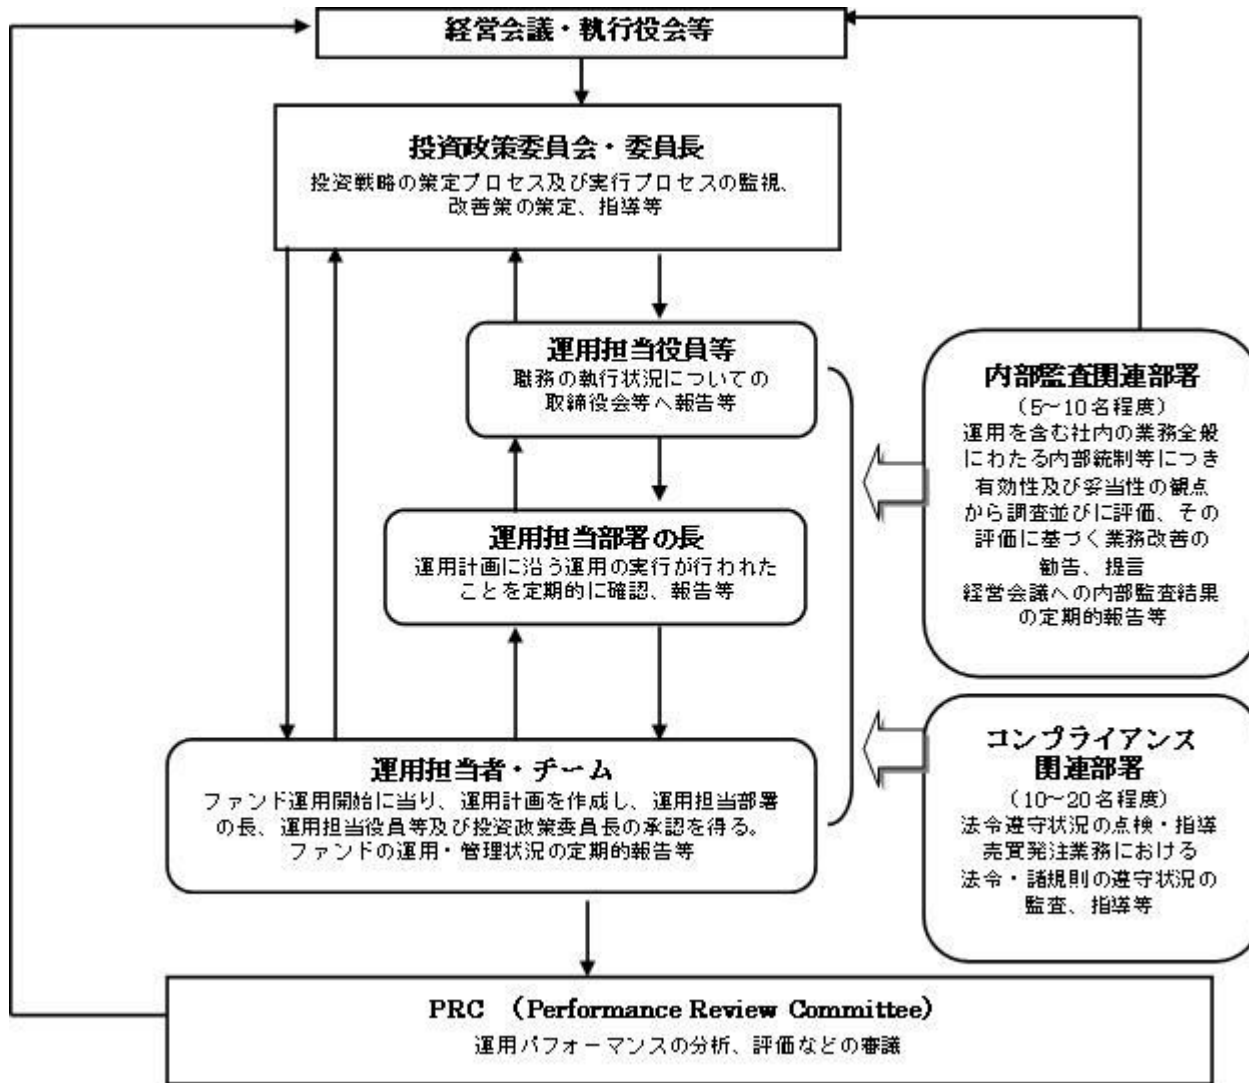 経営会議・執行役会等
投資政策委員会・委員長
投資戦略の策定プロセス及び実行プロセスの監視、
改善策の策定、指導等
運用担当役員等
職務の執行状況についての
取締役会等へ報告等
運用担当部署の長
運用計画に沿う運用の実行が行われた
ことを定期的に確認、報告等
運用担当者・チーム
ファンド運用開始に当り、運用計画を作成し、運用担当部署
の長、運用担当役員等及び投資政策委員長の承認を得る。
ファンドの運用・管理状況の定期的報告等
内部監査関連部署
（5～10名程度）
運用を含む社内の業務全般
にわたる内部統制等につき
有効性及び妥当性の観点
から調査並びに評価、その
評価に基づく業務改善の
勧告、提言
経営会議への内部監査結果
の定期的報告等
コンプライアンス
関連部署
（10～20名程度）
法令遵守状況の点検・指導
売買発注業務における
法令・諸規則の遵守状況の
監査、指導等
PRC （Performance Review Committee）
運用パフォーマンスの分析、評価などの審議